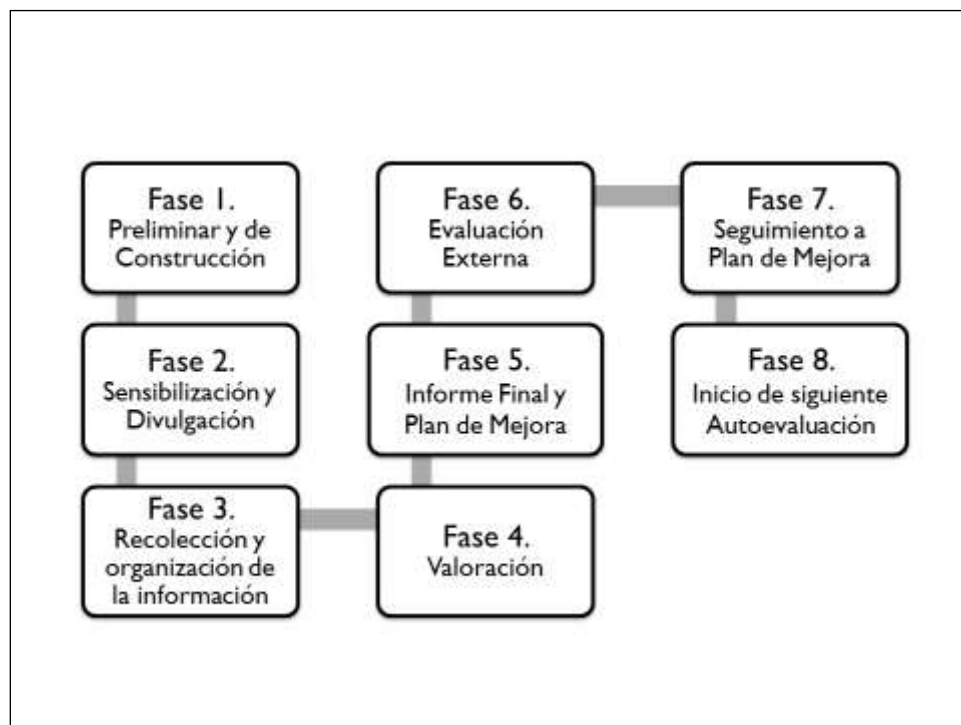 Fase 1.
Preliminar y de
Construcción
Fase 2.
Sensibilización y
Divulgación
Fase 3.
Recolección y
organización de
la información
Fase 4.
Valoración
Fase 5.
Informe Final y
Plan de Mejora
Fase 6.
Evaluación
Externa
Fase 7.
Seguimiento a
Plan de Mejora
Fase 8.
Inicio de siguiente
Autoevaluación